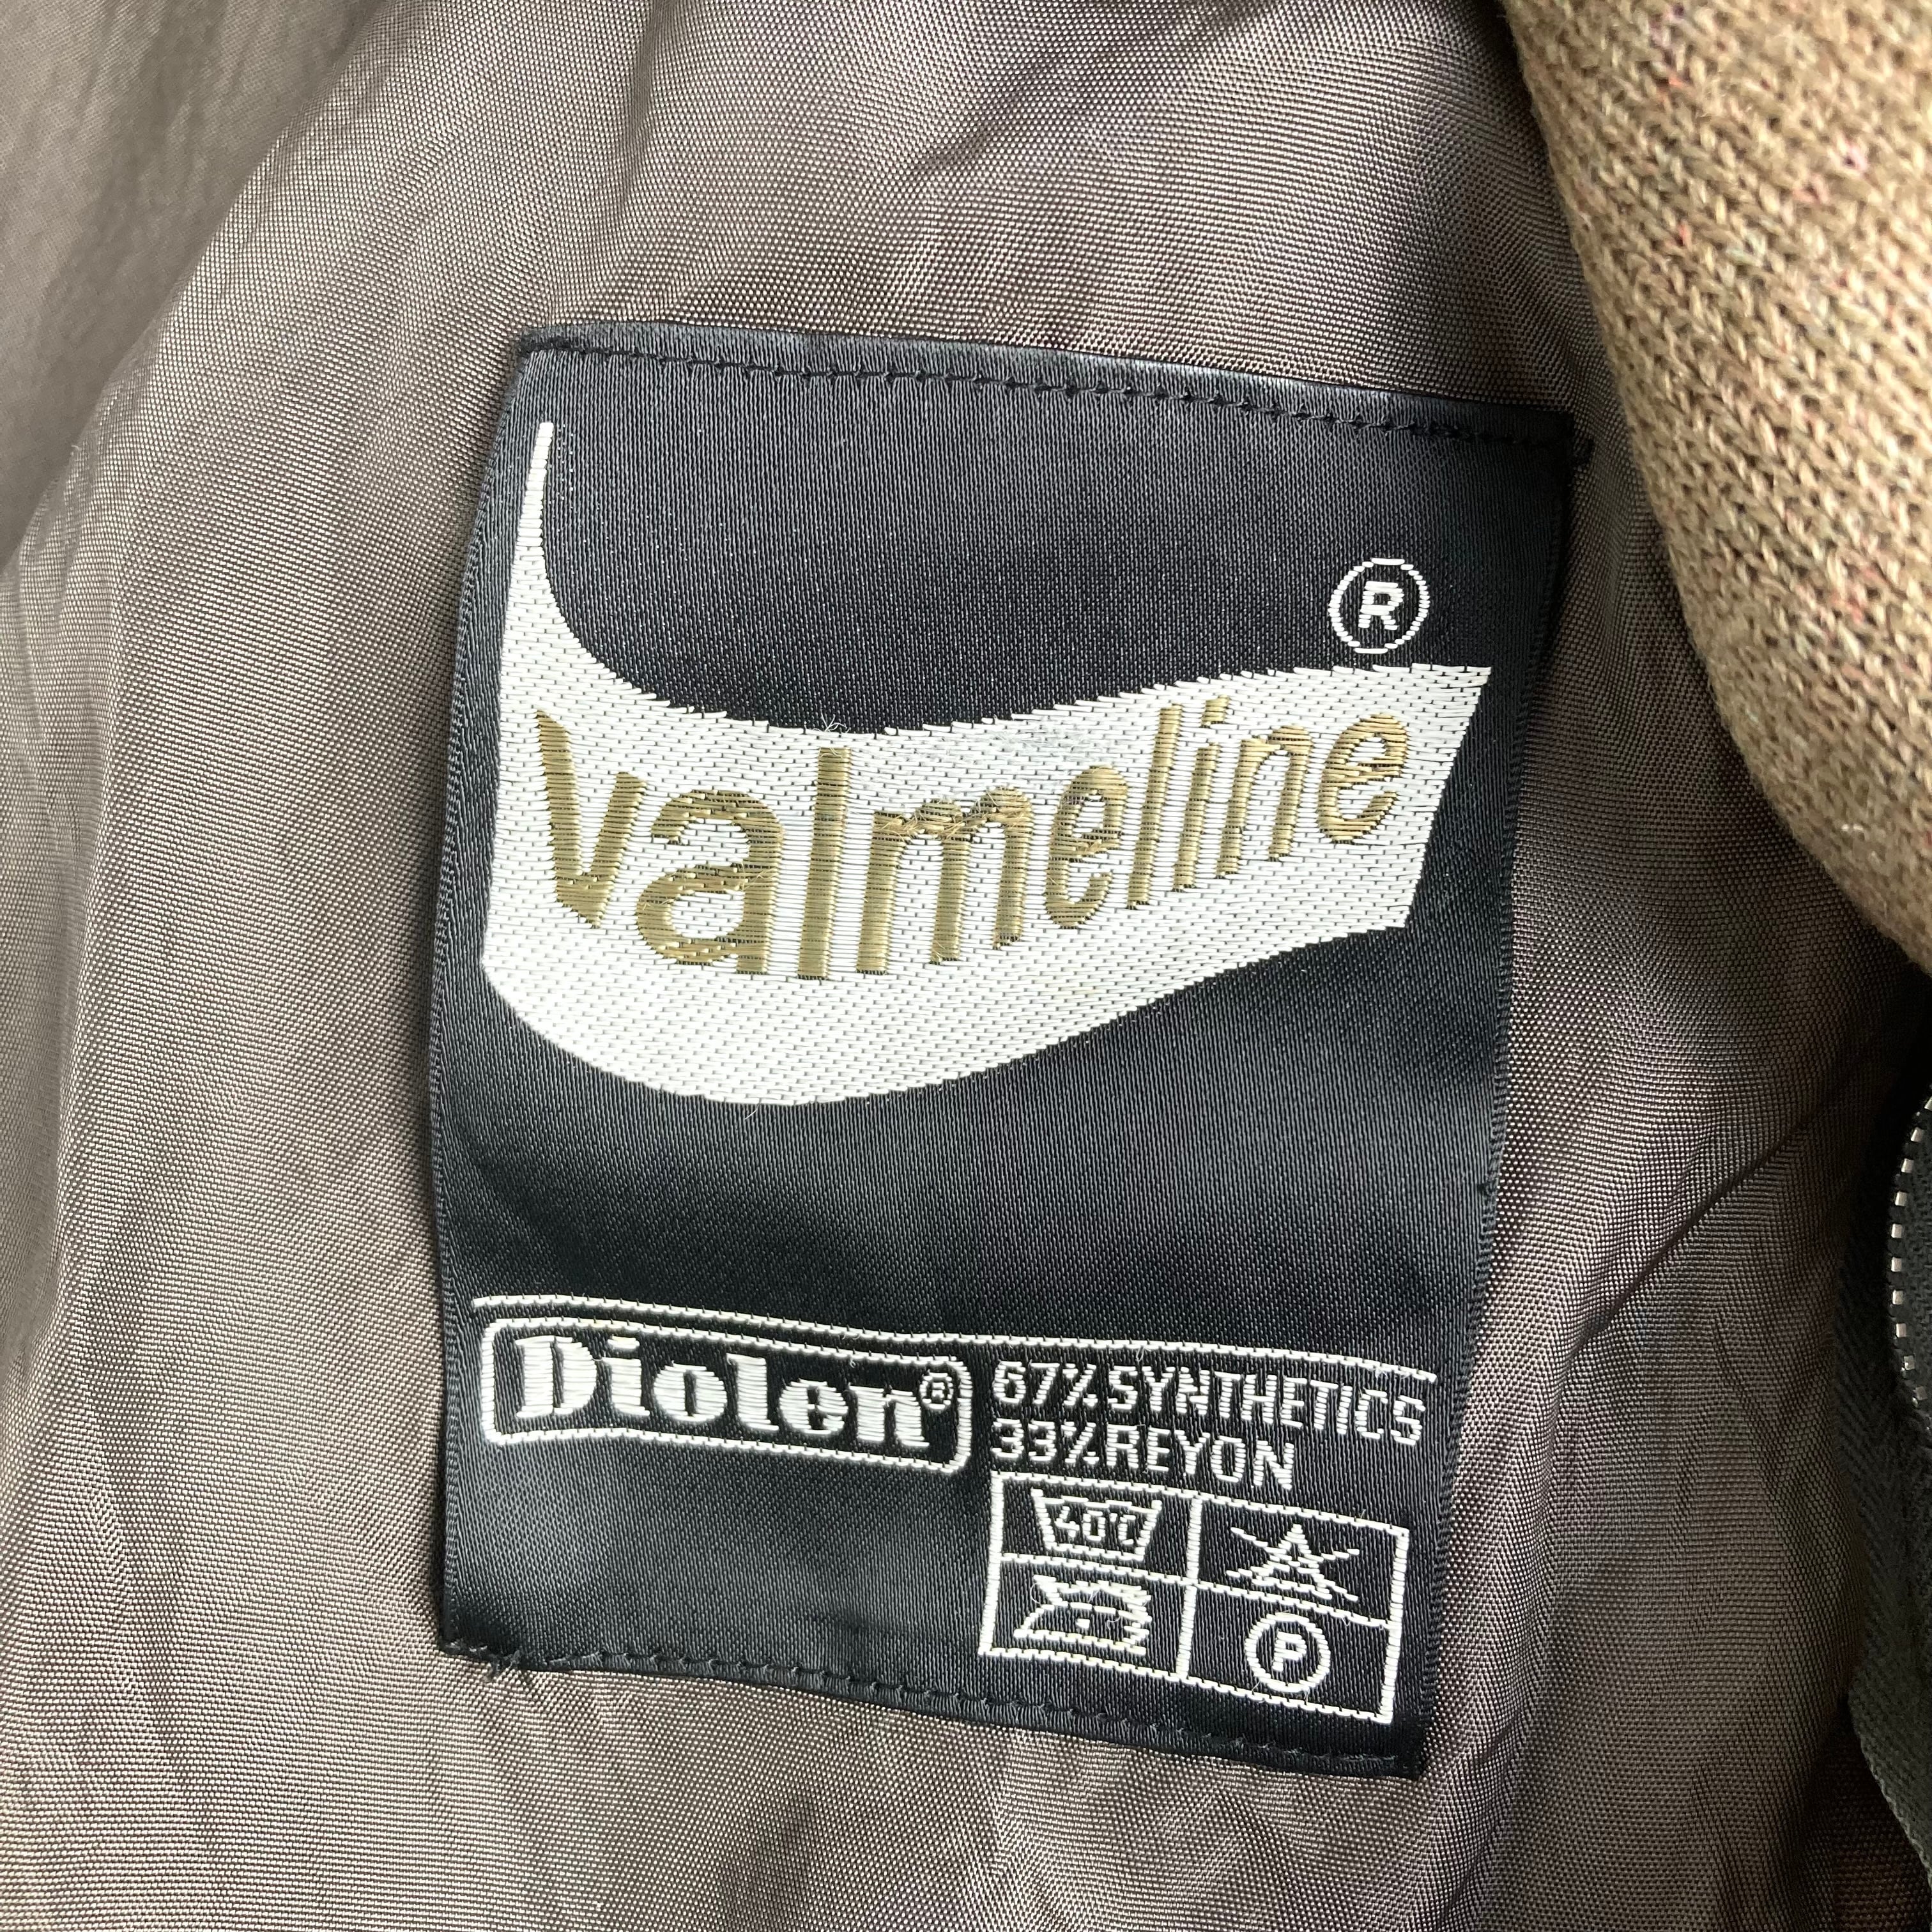 ®
valmeline
Diolen®
67% SYNTHETICS
33% REYON
40°C
A
P